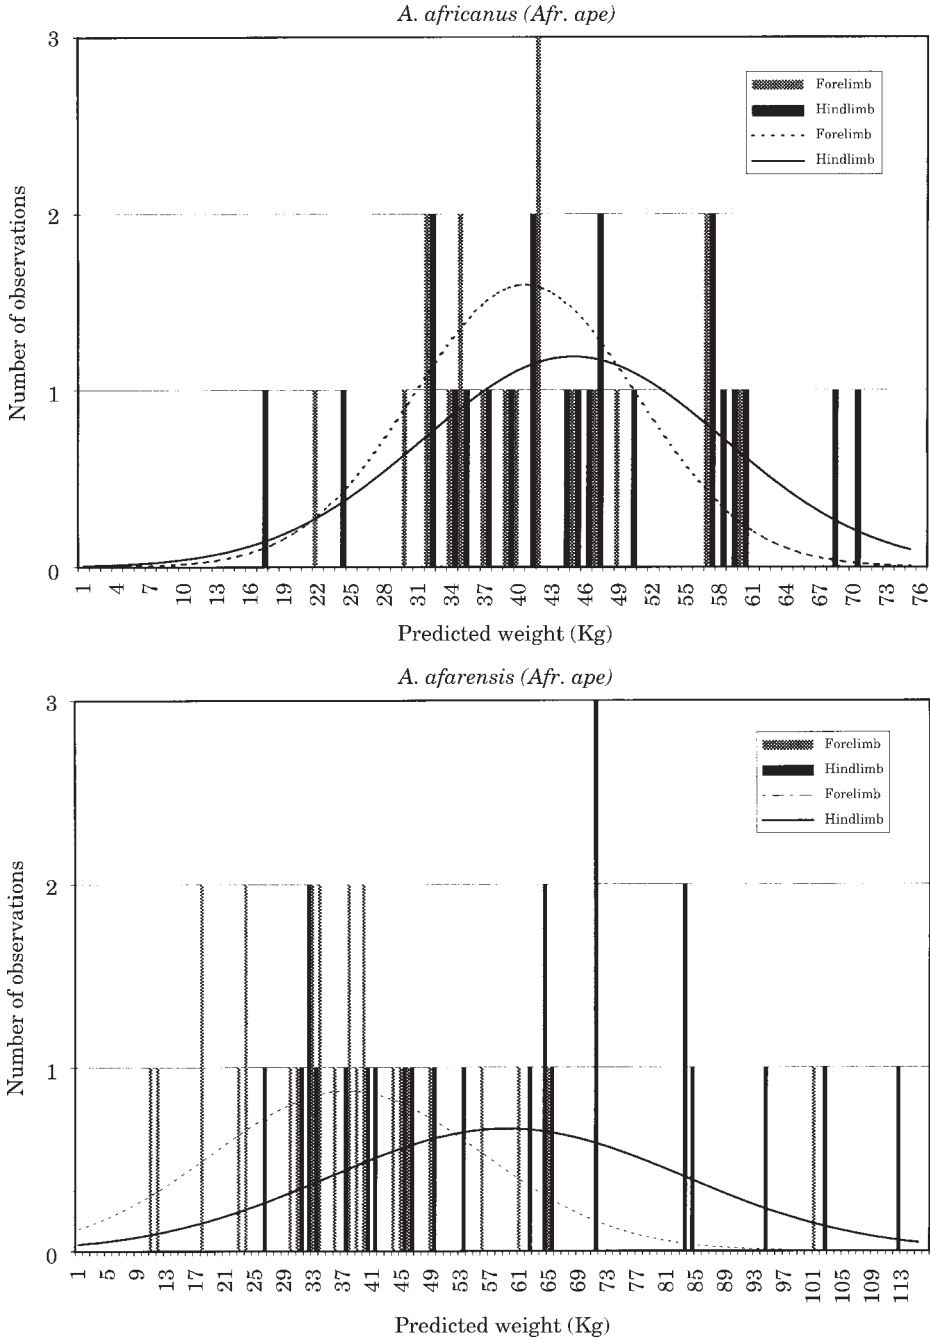 A. africanus (Afr. ape)
3
2
1
0
Number of observations
Forelimb
Hindlimb
Forelimb
Hindlimb
1 4 7 10 13 16 19 22 25 28 31 34 37 40 43 46 49 52 55 58 61 64 67 70 73 76
Predicted weight (Kg)
A. afarensis (Afr. ape)
3
2
1
0
Number of observations
Forelimb
Hindlimb
Forelimb
Hindlimb
1 5 9 13 17 21 25 29 33 37 41 45 49 53 57 61 65 69 73 77 81 85 89 93 97 101 105 109 113
Predicted weight (Kg)